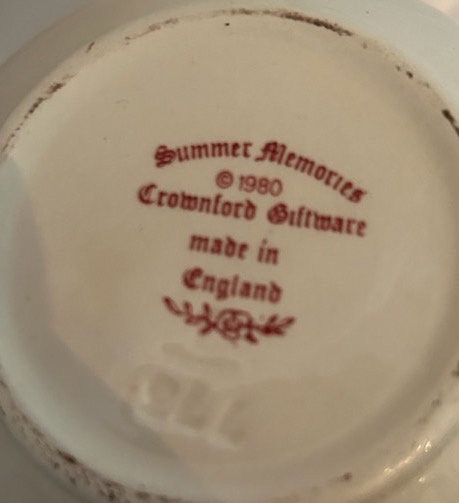 Summer Memories
© 1980
Crownford Giftware
made in
England